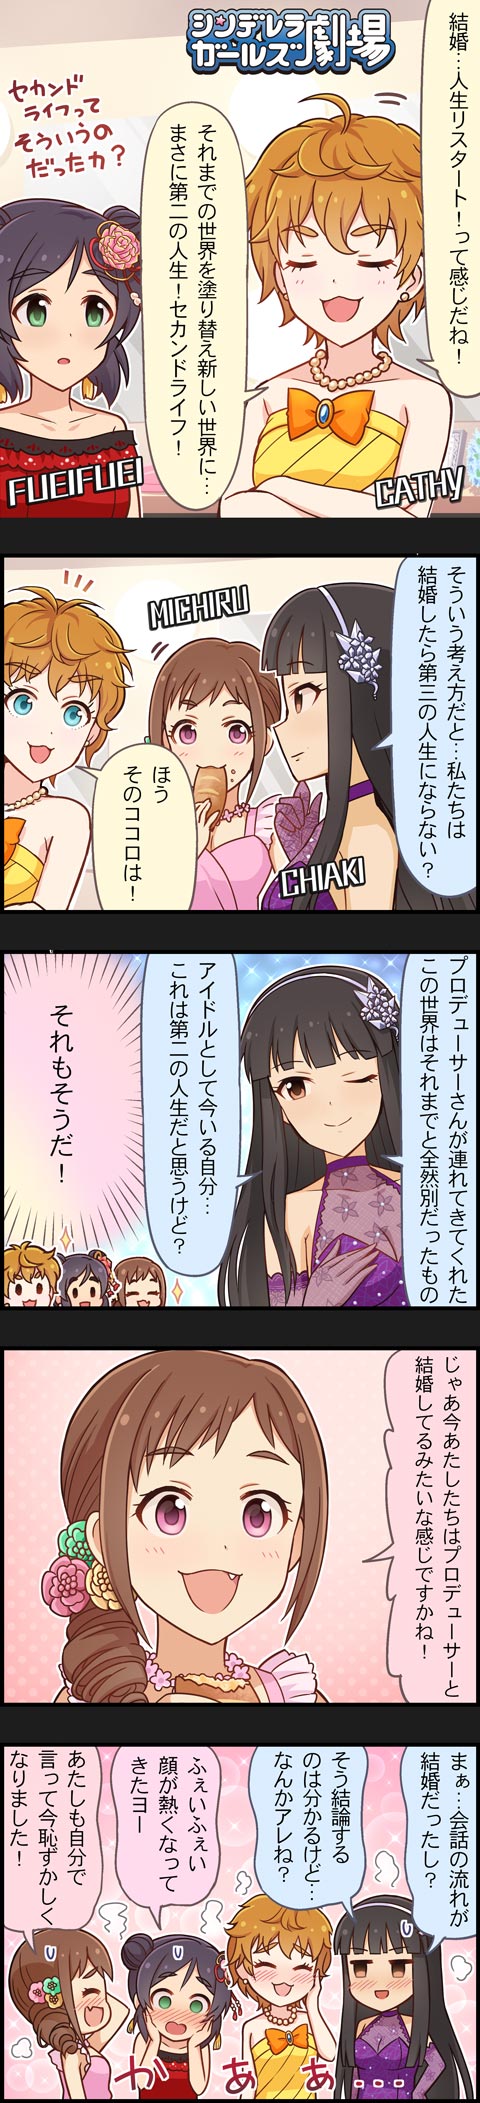 シンデレラ
ガールズ劇場
結婚…人生リスタート！って感じだね！
それまでの世界を塗り替え新しい世界に…
まさに第二の人生！セカンドライフ！
セカンド
ライフって
そういうの
だったカ？
FUEIFUEI
CATHY
そういう考え方だと…私たちは
結婚したら第三の人生にならない？
MICHIRU
ほう
そのココロは！
CHIAKI
プロデューサーさんが連れてきてくれた
この世界はそれまでと全然別だったもの
アイドルとして今いる自分…
これは第二の人生だと思うけど？
それもそうだ！
じゃあ今あたしたちはプロデューサーと
結婚してるみたいな感じですかね！
まぁ…会話の流れが
結婚だったし？
そう結論する
のは分かるけど…
なんかアレね？
ふぇいふぇい
顔が熱くなって
きたヨー
あたしも自分で
言って今恥ずかしく
なりました！
かあぁ…